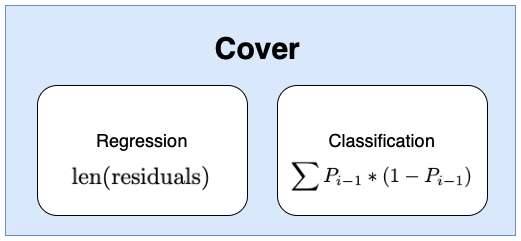 Cover
Regression
len(residuals)
Classification
∑ P_{i−1} ∗ (1 − P_{i−1})